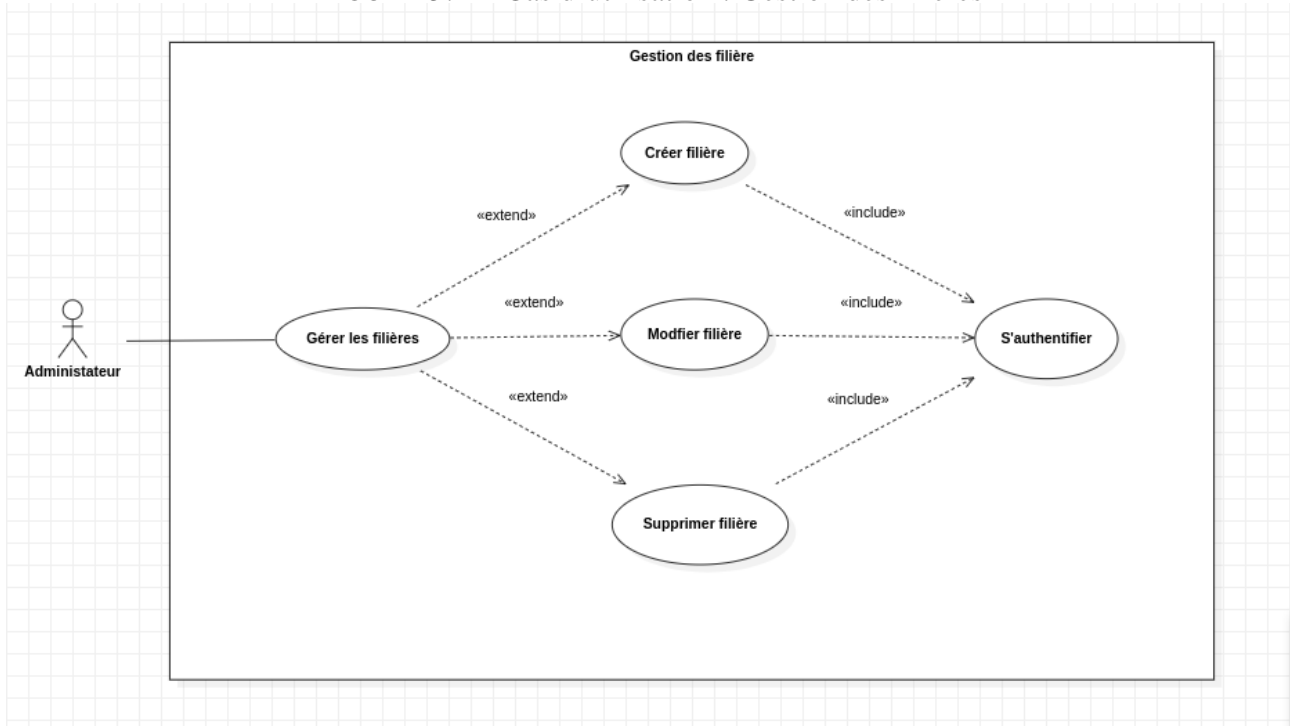 Gestion des filière
Créer filière
«extend»
«include»
«extend»
«include»
Gérer les filières
Modfier filière
S'authentifier
Administateur
«extend»
«include»
Supprimer filière